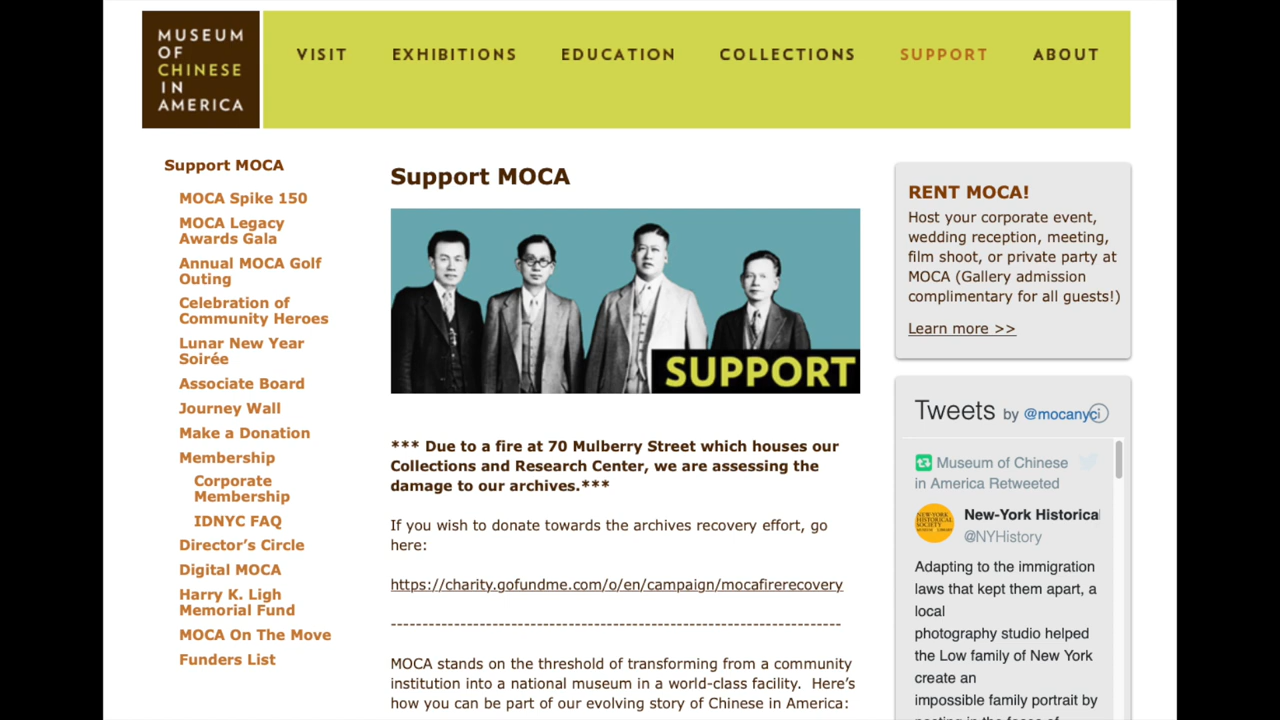 MUSEUM
OF
CHINESE
IN
AMERICA
VISIT
EXHIBITIONS
EDUCATION
COLLECTIONS
SUPPORT
ABOUT
Support MOCA
MOCA Spike 150
MOCA Legacy
Awards Gala
Annual MOCA Golf
Outing
Celebration of
Community Heroes
Lunar New Year
Soirée
Associate Board
Journey Wall
Make a Donation
Membership
Corporate
Membership
IDNYC FAQ
Director’s Circle
Digital MOCA
Harry K. Ligh
Memorial Fund
MOCA On The Move
Funders List
Support MOCA
SUPPORT
*** Due to a fire at 70 Mulberry Street which houses our
Collections and Research Center, we are assessing the
damage to our archives.***
If you wish to donate towards the archives recovery effort, go
here:
https://charity.gofundme.com/o/en/campaign/mocafirerecovery
------------------------------------------------------------------------
MOCA stands on the threshold of transforming from a community
institution into a national museum in a world-class facility.  Here’s
how you can be part of our evolving story of Chinese in America:
RENT MOCA!
Host your corporate event,
wedding reception, meeting,
film shoot, or private party at
MOCA (Gallery admission
complimentary for all guests!)
Learn more >>
Tweets by @mocanyc
Museum of Chinese
in America Retweeted
New-York Historica
@NYHistory
Adapting to the immigration
laws that kept them apart, a
local
photography studio helped
the Low family of New York
create an
impossible family portrait by